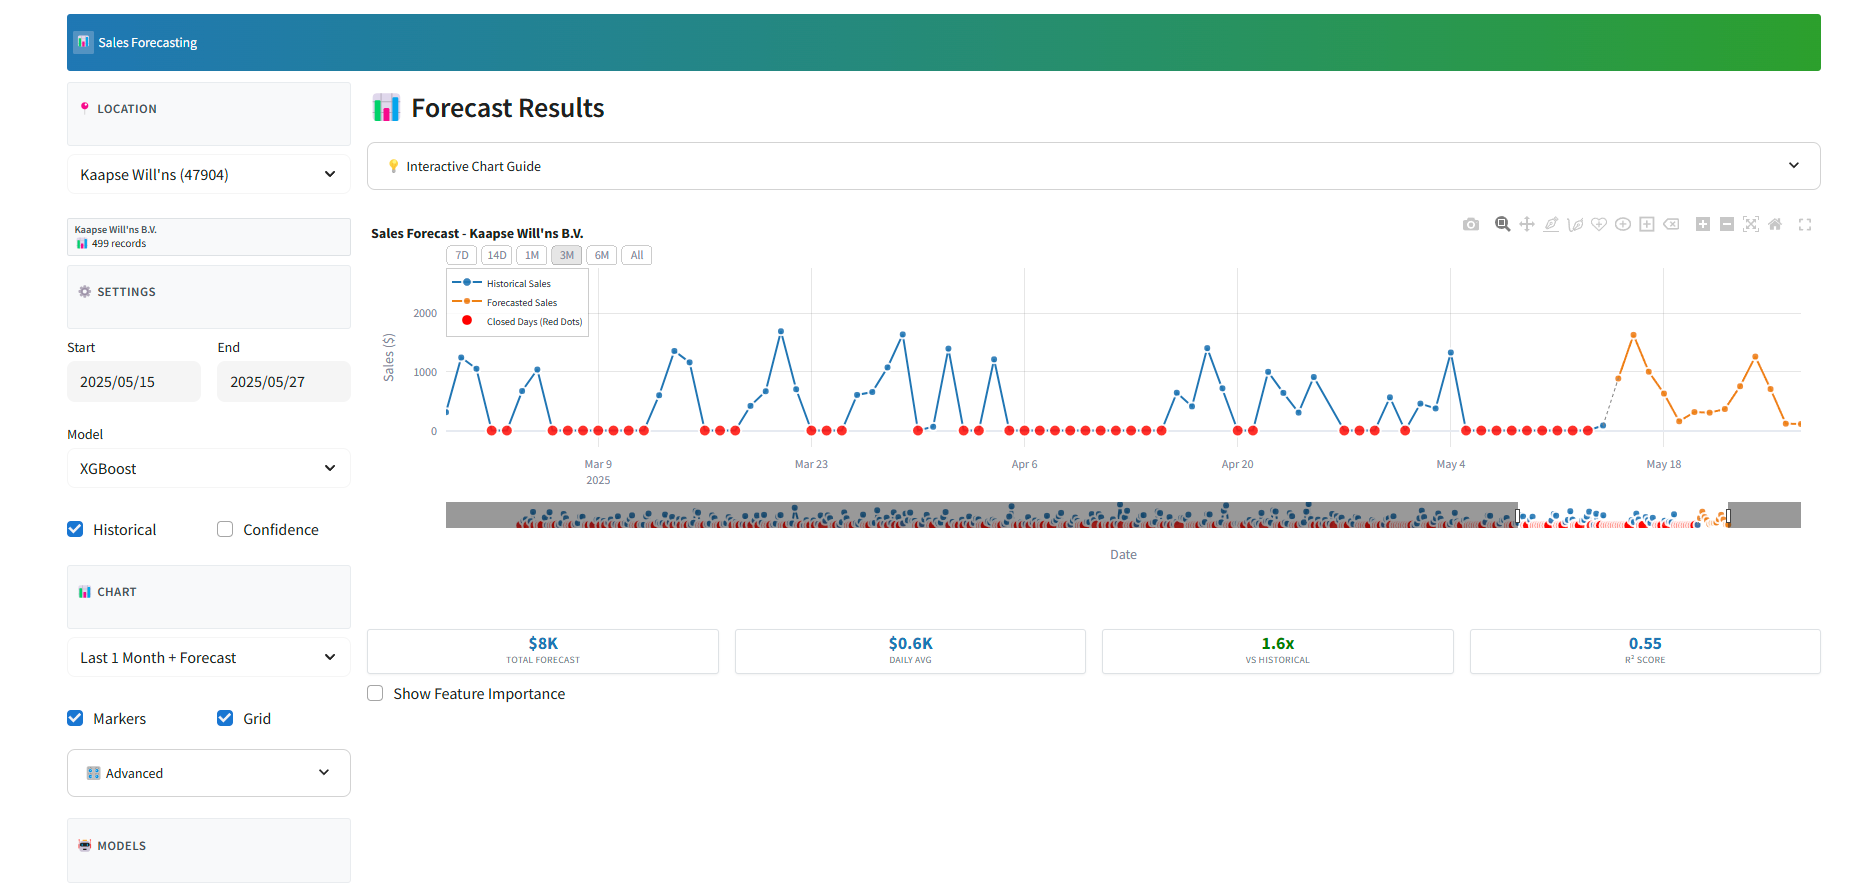 Sales Forecasting
LOCATION
Kaapse Will'ns (47904)
Kaapse Will'ns B.V.
499 records
SETTINGS
Start
End
2025/05/15
2025/05/27
Model
XGBoost
Historical
Confidence
CHART
Last 1 Month + Forecast
Markers
Grid
Advanced
MODELS
Forecast Results
Interactive Chart Guide
Sales Forecast - Kaapse Will'ns B.V.
7D 14D 1M 3M 6M All
Historical Sales
Forecasted Sales
Closed Days (Red Dots)
Sales ($)
2000
1000
0
Mar 9
2025
Mar 23
Apr 6
Apr 20
May 4
May 18
Date
$8K
TOTAL FORECAST
$0.6K
DAILY AVG
1.6x
VS HISTORICAL
0.55
R² SCORE
Show Feature Importance